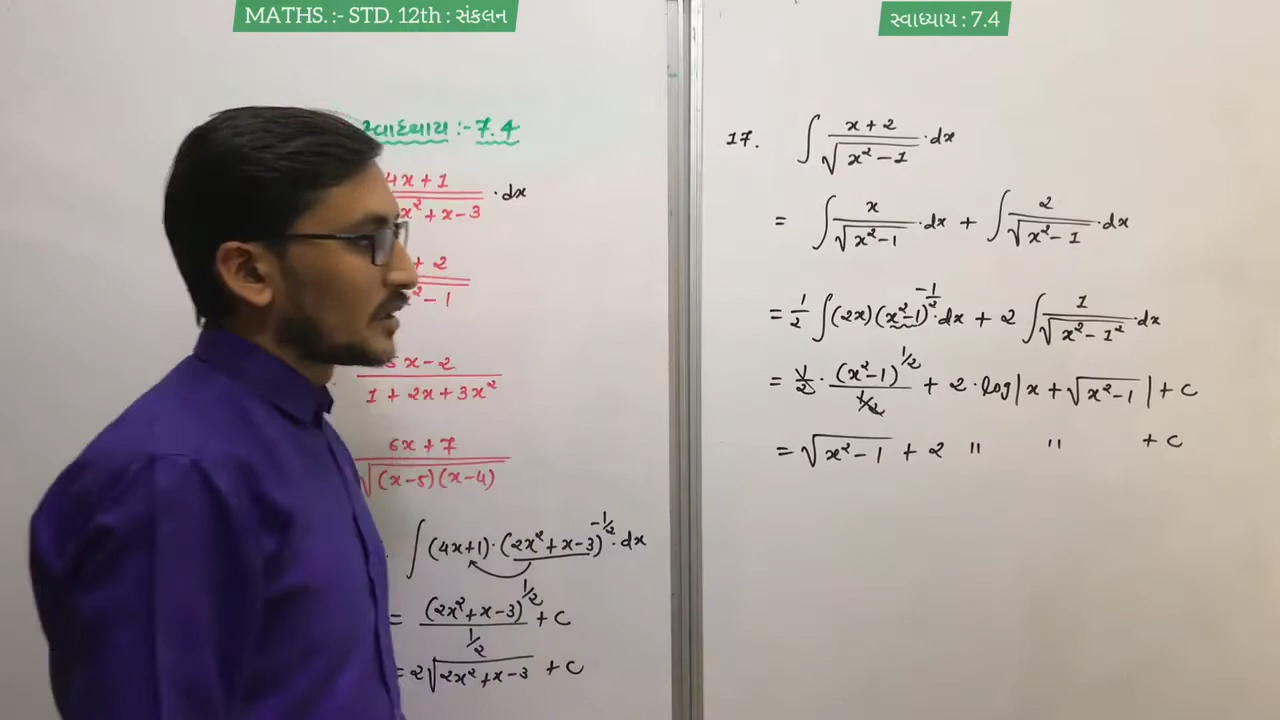 MATHS. :- STD. 12th : સંકલન
સ્વાધ્યાય : 7.4
સ્વાધ્યાય :- 7.4
4x + 1 · dx
x² + x - 3
+ 2
x² - 1
5x - 2
1 + 2x + 3x²
6x + 7
√(x-5)(x-4)
∫ (4x+1) · (2x² + x - 3)^-1/2 · dx
= (2x² + x - 3)^1/2 / 1/2 + c
= 2√2x² + x - 3 + c
17. ∫ x + 2 / √x² - 1 · dx
= ∫ x / √x² - 1 · dx + ∫ 2 / √x² - 1 · dx
= 1/2 ∫ (2x) (x² - 1)^-1/2 · dx + 2 ∫ 1 / √x² - 1² · dx
= 1/2 · (x² - 1)^1/2 / 1/2 + 2 · log |x + √x² - 1| + c
= √x² - 1 + 2 " " + c